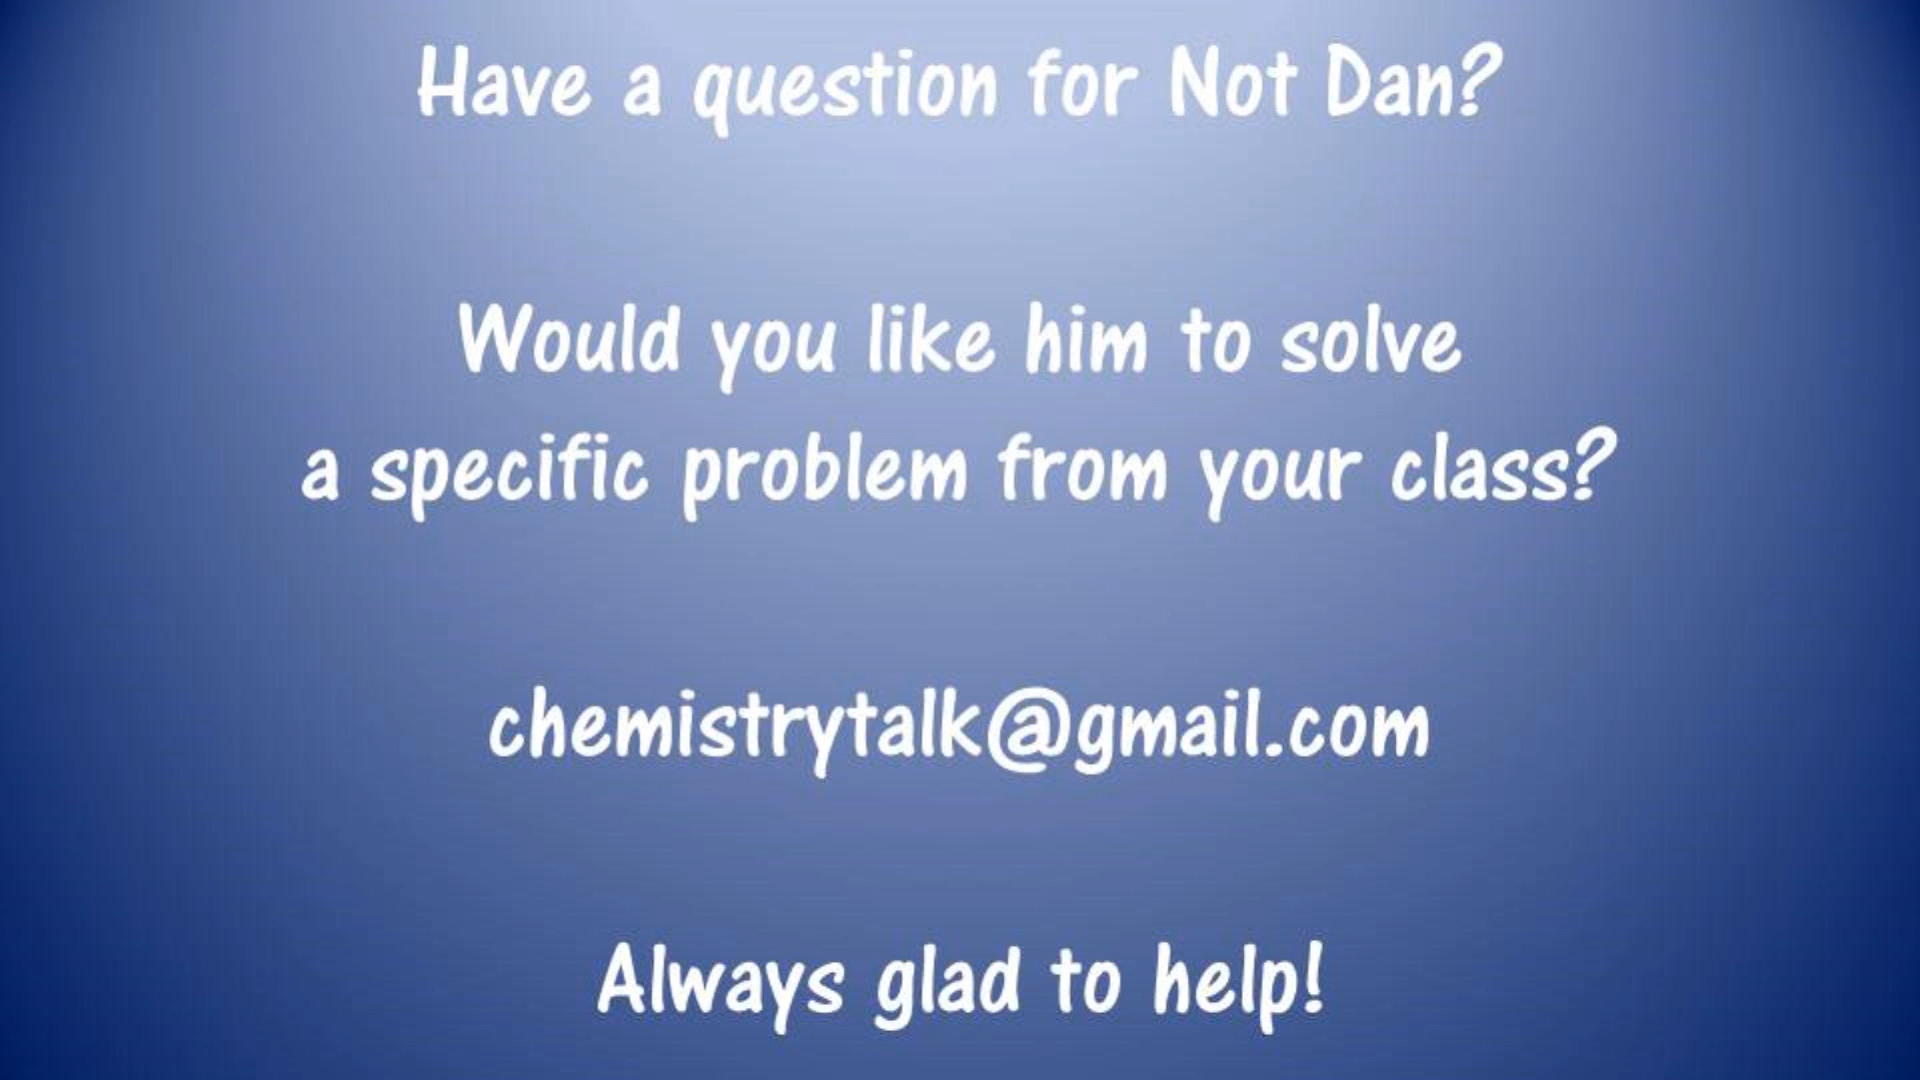 Have a question for Not Dan?
Would you like him to solve
a specific problem from your class?
chemistrytalk@gmail.com
Always glad to help!